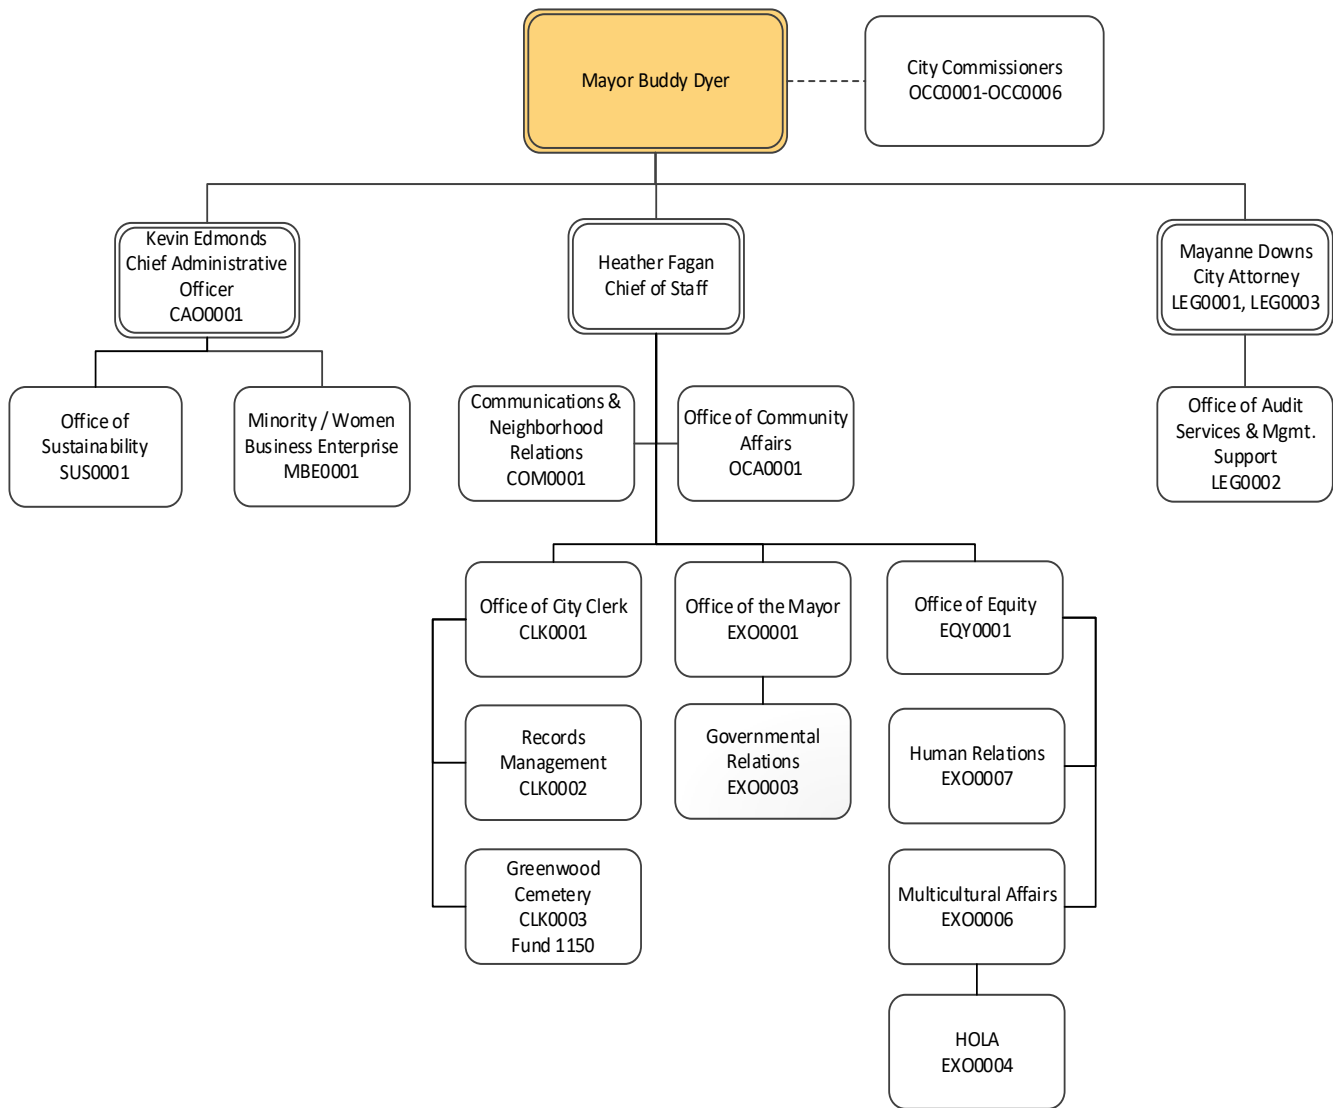 Mayor Buddy Dyer
City Commissioners
OCC0001-OCC0006
Kevin Edmonds
Chief Administrative
Officer
CAO0001
Heather Fagan
Chief of Staff
Mayanne Downs
City Attorney
LEG0001, LEG0003
Office of
Sustainability
SUS0001
Minority / Women
Business Enterprise
MBE0001
Communications &
Neighborhood
Relations
COM0001
Office of Community
Affairs
OCA0001
Office of Audit
Services & Mgmt.
Support
LEG0002
Office of City Clerk
CLK0001
Office of the Mayor
EXO0001
Office of Equity
EQY0001
Records
Management
CLK0002
Governmental
Relations
EXO0003
Human Relations
EXO0007
Greenwood
Cemetery
CLK0003
Fund 1150
Multicultural Affairs
EXO0006
HOLA
EXO0004